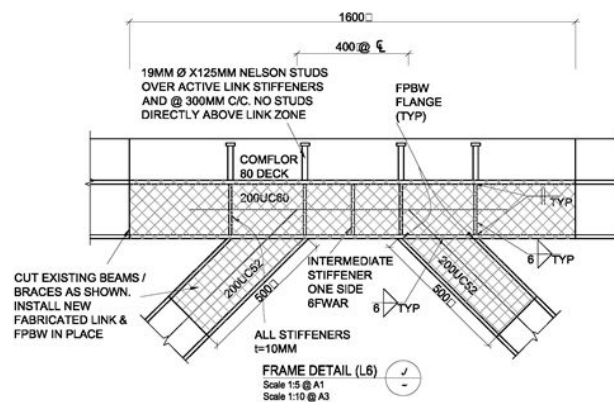 1600□
400□ @ ℄
19MM Ø X125MM NELSON STUDS
OVER ACTIVE LINK STIFFENERS
AND @ 300MM C/C. NO STUDS
DIRECTLY ABOVE LINK ZONE
FPBW
FLANGE
(TYP)
COMFLOR
80 DECK
200UC60
TYP
6
TYP
CUT EXISTING BEAMS /
BRACES AS SHOWN.
INSTALL NEW
FABRICATED LINK &
FPBW IN PLACE
200UC52
500□
INTERMEDIATE
STIFFENER
ONE SIDE
6FWAR
200UC52
500□
6
TYP
ALL STIFFENERS
t=10MM
FRAME DETAIL (L6)
Scale 1:5 @ A1
Scale 1:10 @ A3